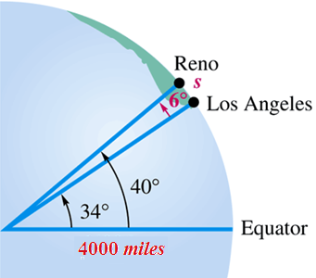 Reno
s
6°
Los Angeles
40°
34°
Equator
4000 miles